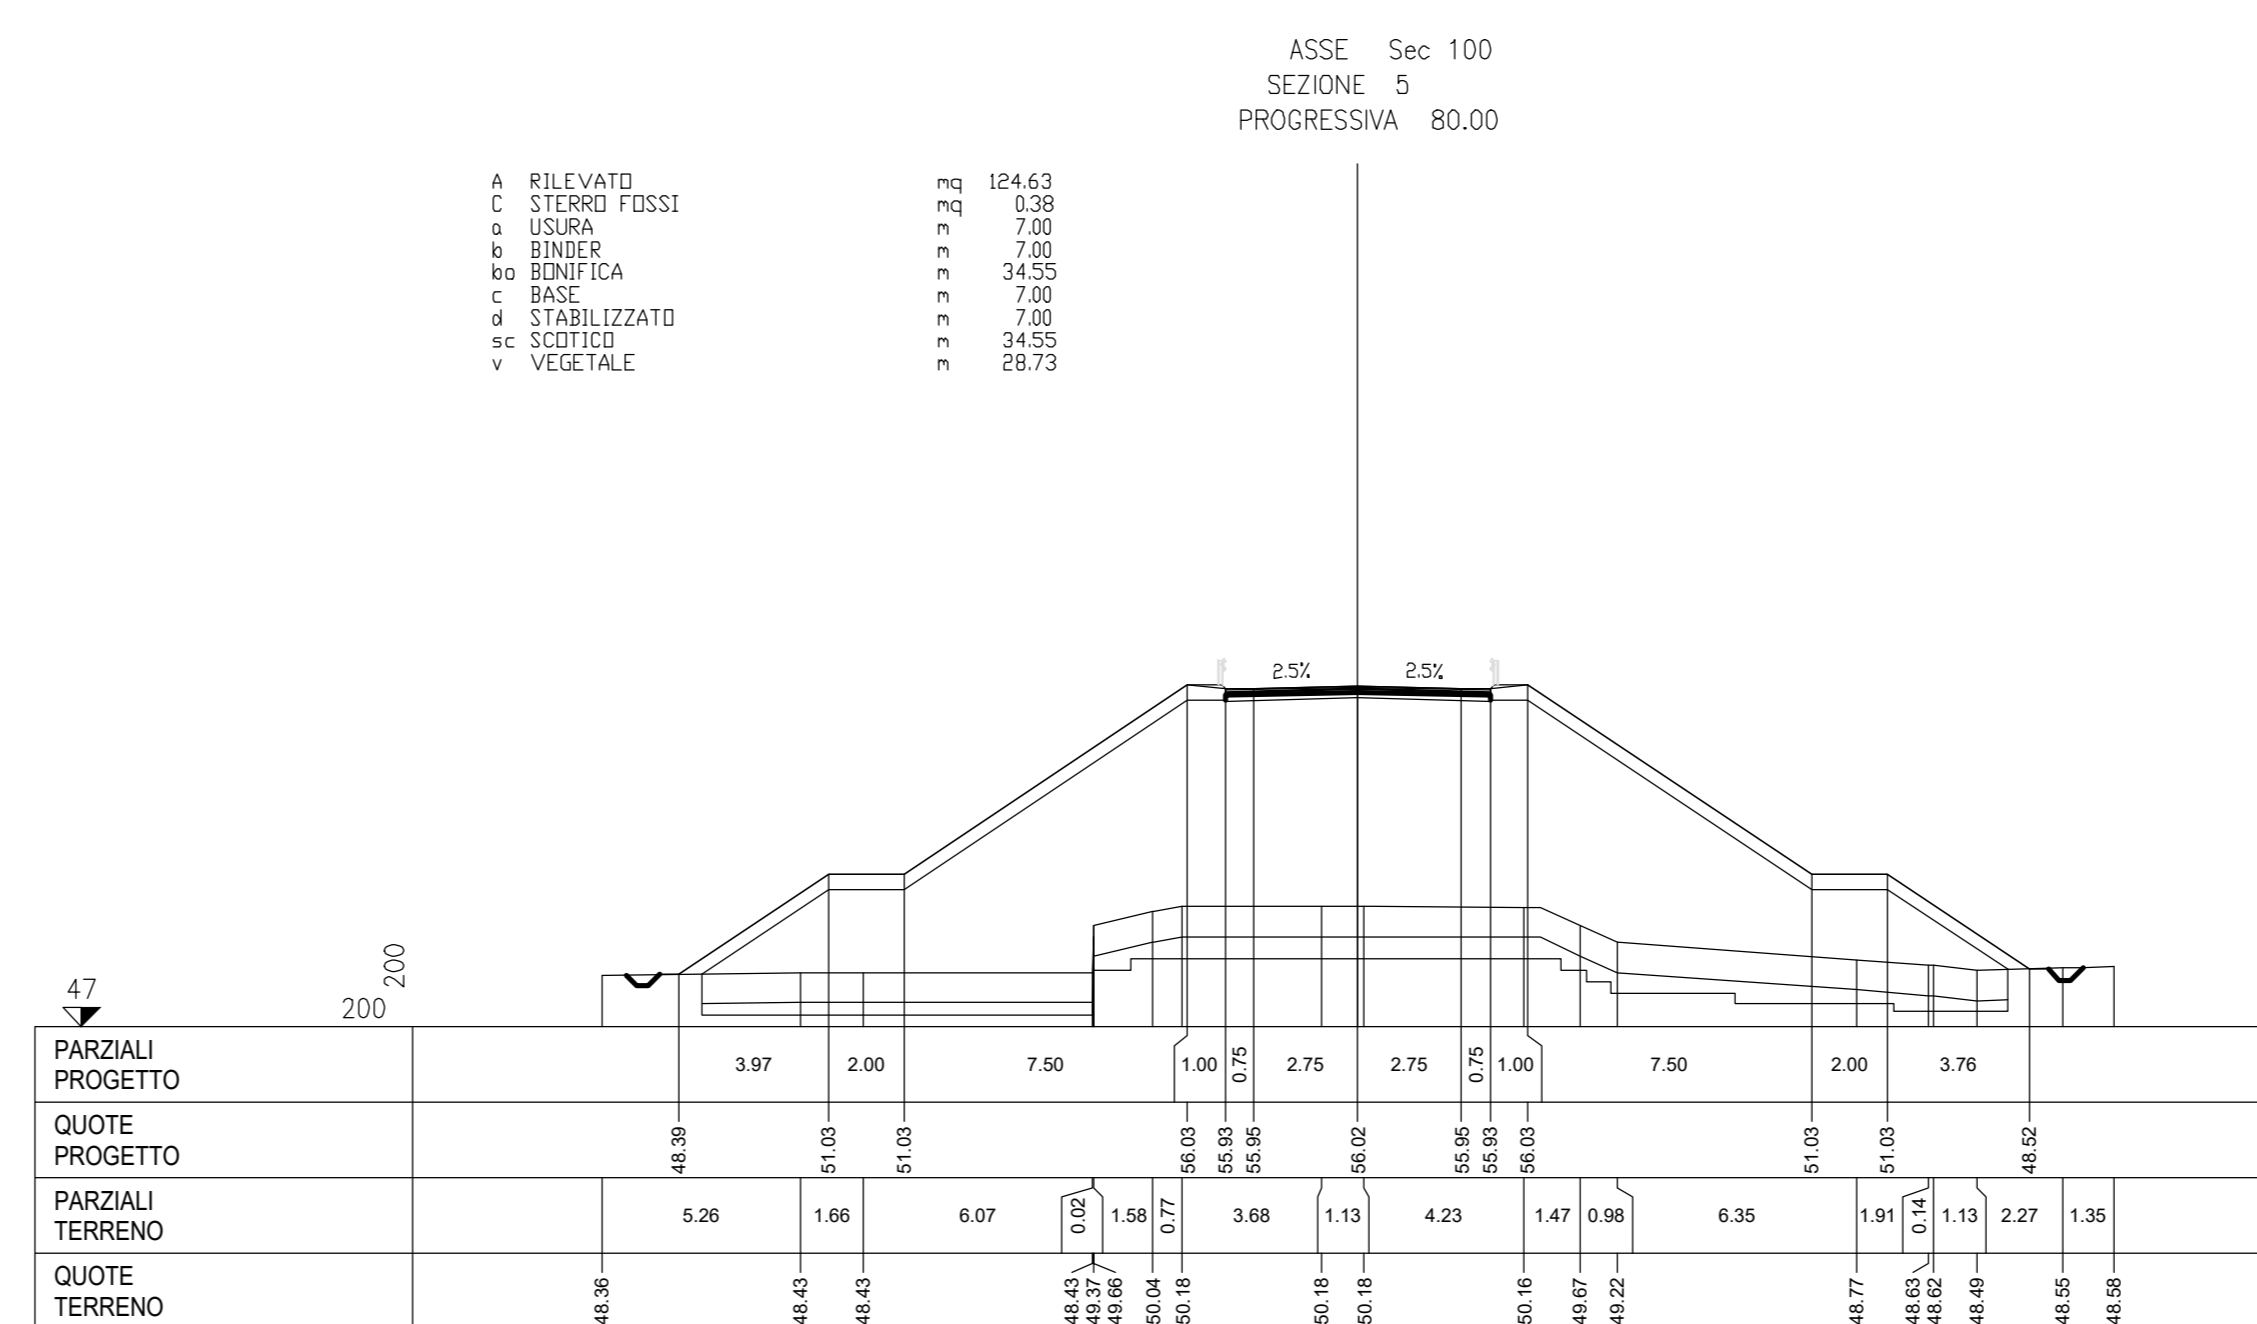 ASSE Sec 100
SEZIONE 5
PROGRESSIVA 80.00
A RILEVATO mq 124.63
C STERRO FOSSI mq 0.38
a USURA m 7.00
b BINDER m 7.00
bo BONIFICA m 34.55
c BASE m 7.00
d STABILIZZATO m 7.00
sc SCOTICO m 34.55
v VEGETALE m 28.73
2.5% 2.5%
47
200
200
PARZIALI
PROGETTO
3.97 2.00 7.50 1.00 0.75 2.75 2.75 0.75 1.00 7.50 2.00 3.76
QUOTE
PROGETTO
48.39 51.03 51.03 56.03 55.93 55.95 56.02 55.95 55.93 56.03 51.03 51.03 48.52
PARZIALI
TERRENO
5.26 1.66 6.07 0.02 1.58 0.77 3.68 1.13 4.23 1.47 0.98 6.35 1.91 0.14 1.13 2.27 1.35
QUOTE
TERRENO
48.36 48.43 48.43 48.43 49.37 49.66 50.04 50.18 50.18 50.18 50.16 49.67 49.22 48.77 48.63 48.62 48.49 48.55 48.58